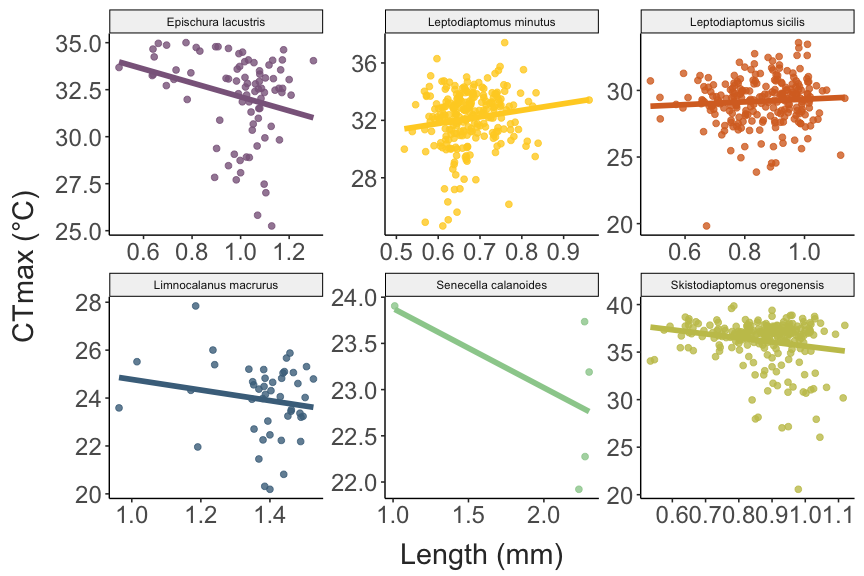 Epischura lacustris
Leptodiaptomus minutus
Leptodiaptomus sicilis
35.0
32.5
30.0
27.5
25.0
0.6 0.8 1.0 1.2
36
32
28
0.5 0.6 0.7 0.8 0.9
30
25
20
0.6 0.8 1.0
CTmax (°C)
Limnocalanus macrurus
Senecella calanoides
Skistodiaptomus oregonensis
28
26
24
22
20
1.0 1.2 1.4
24.0
23.5
23.0
22.5
22.0
1.0 1.5 2.0
40
35
30
25
20
0.60.70.80.91.01.1
Length (mm)